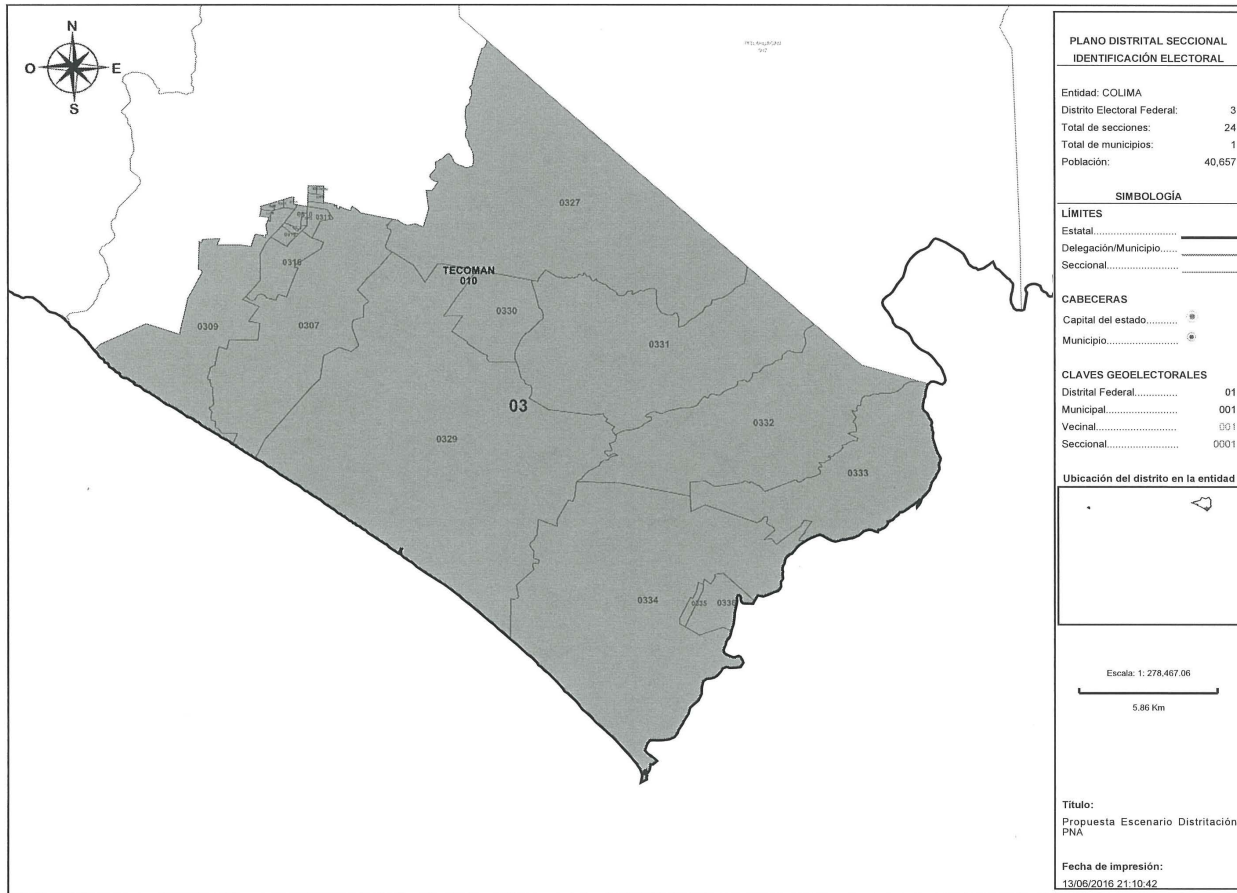 N
O E
S
0327
0317
0316
TECOMAN
010
0330
0309
0307
0331
03
0332
0329
0333
0334
0335
0336
PLANO DISTRITAL SECCIONAL
IDENTIFICACIÓN ELECTORAL
Entidad: COLIMA
Distrito Electoral Federal: 3
Total de secciones: 24
Total de municipios: 1
Población: 40,657
SIMBOLOGÍA
LÍMITES
Estatal..........................
Delegación/Municipio......
Seccional.......................
CABECERAS
Capital del estado..........
Municipio........................
CLAVES GEOELECTORALES
Distrital Federal.............. 01
Municipal........................ 001
Vecinal........................... 001
Seccional........................ 0001
Ubicación del distrito en la entidad
Escala: 1: 278,467.06
5.86 Km
Título:
Propuesta Escenario Distritación
PNA
Fecha de impresión:
13/06/2016 21:10:42